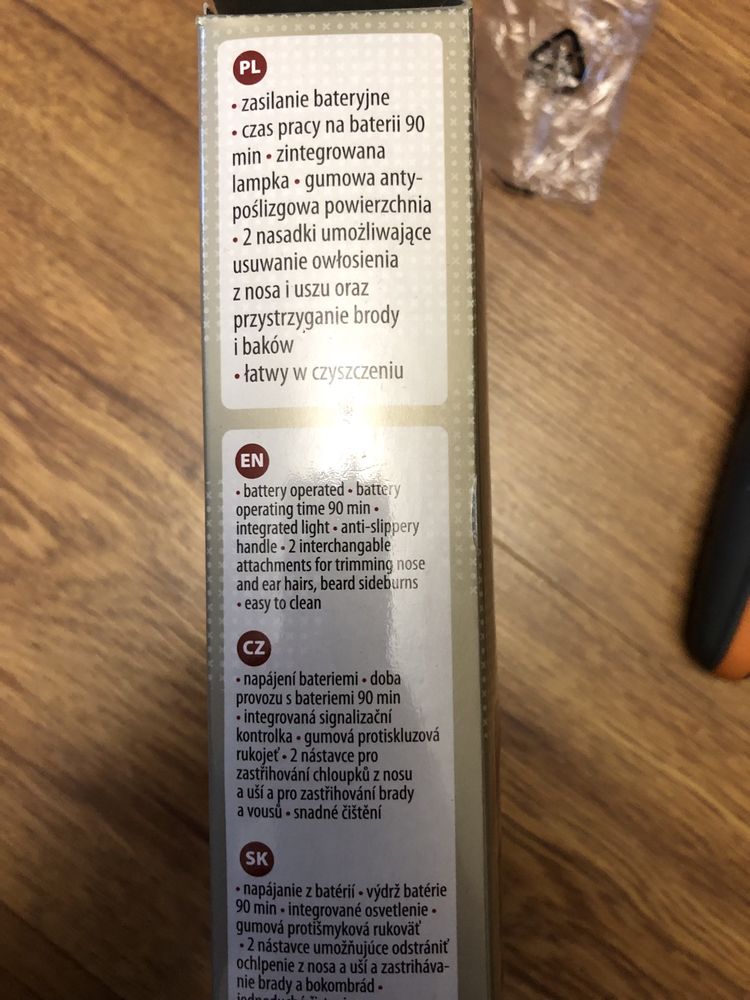 PL
• zasilanie bateryjne
• czas pracy na baterii 90
min • zintegrowana
lampka • gumowa anty-
poślizgowa powierzchnia
• 2 nasadki umożliwiające
usuwanie owłosienia
z nosa i uszu oraz
przystrzyganie brody
i baków
• łatwy w czyszczeniu
EN
• battery operated • battery
operating time 90 min •
integrated light • anti-slippery
handle • 2 interchangable
attachments for trimming nose
and ear hairs, beard sideburns
• easy to clean
CZ
• napájení bateriemi • doba
provozu s bateriemi 90 min
• integrovaná signalizační
kontrolka • gumová protiskluzová
rukojeť • 2 nástavce pro
zastřihování chloupků z nosu
a uší a pro zastřihování brady
a vousů • snadné čištění
SK
• napájanie z batérií • výdrž batérie
90 min • integrované osvetlenie •
gumová protišmyková rukoväť
• 2 nástavce umožňujúce odstrániť
ochlpenie z nosa a uší a zastriháva-
nie brady a bokombrád •